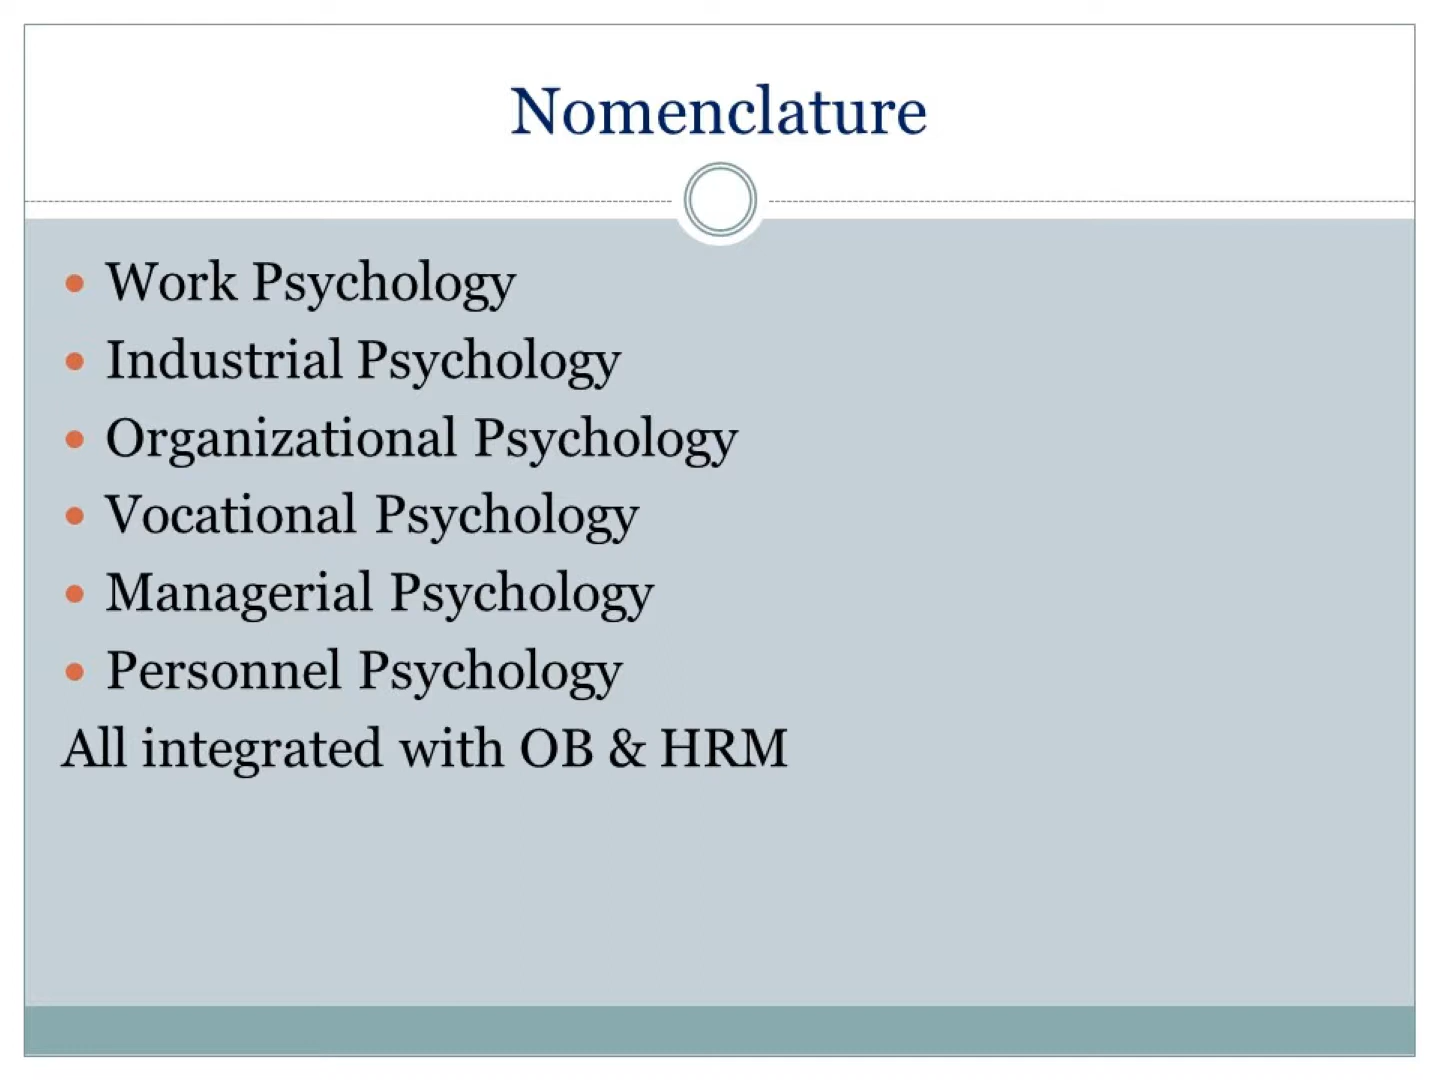 Nomenclature
Work Psychology
Industrial Psychology
Organizational Psychology
Vocational Psychology
Managerial Psychology
Personnel Psychology
All integrated with OB & HRM